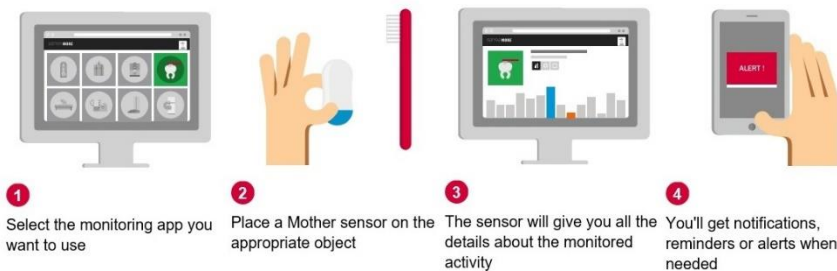 ALERT !
1
Select the monitoring app you
want to use
2
Place a Mother sensor on the
appropriate object
3
The sensor will give you all the
details about the monitored
activity
4
You'll get notifications,
reminders or alerts when
needed